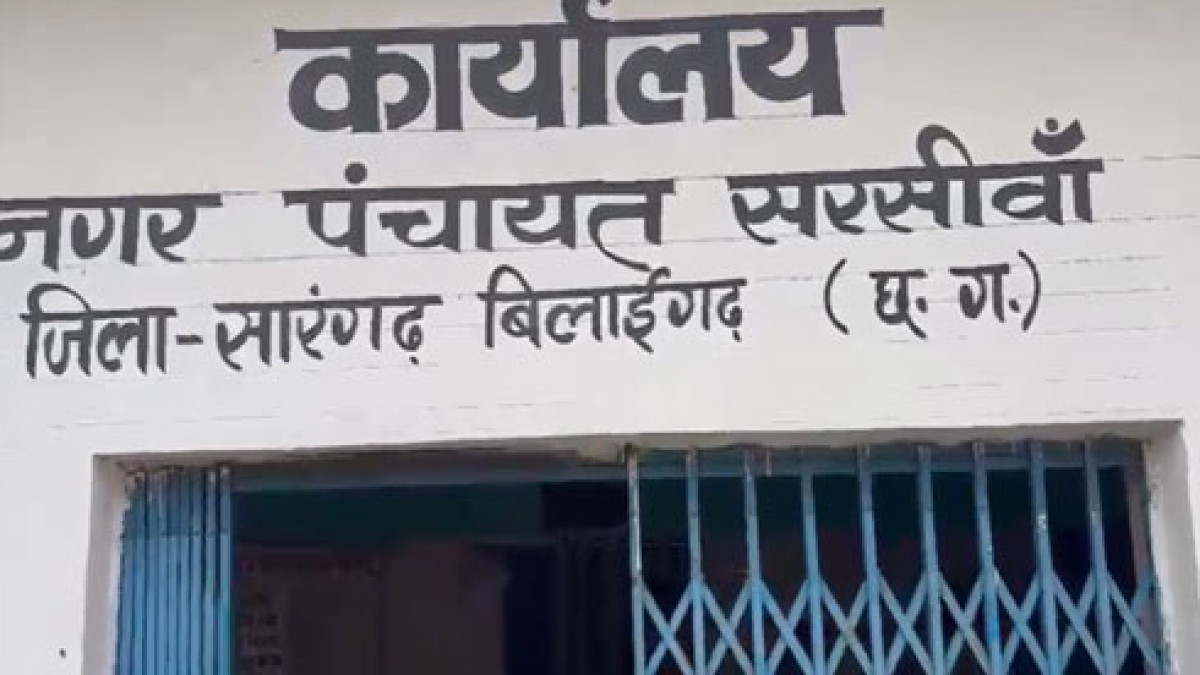 कार्यालय
नगर पंचायत सरसीवाँ
जिला-सारंगढ़ बिलाईगढ़ (छ. ग.)